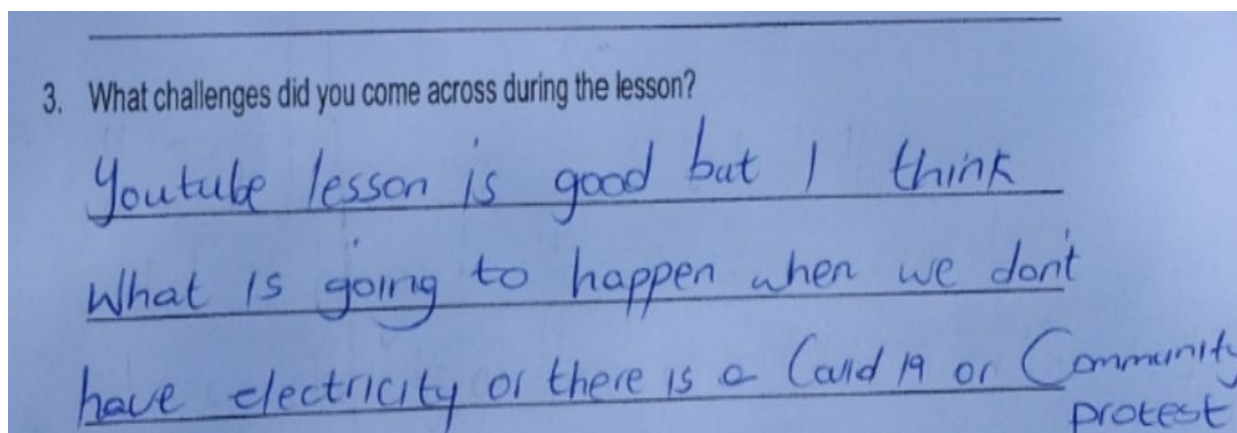 3. What challenges did you come across during the lesson?
Youtube lesson is good but I think
What is going to happen when we don't
have electricity or there is a Covid 19 or Community
protest